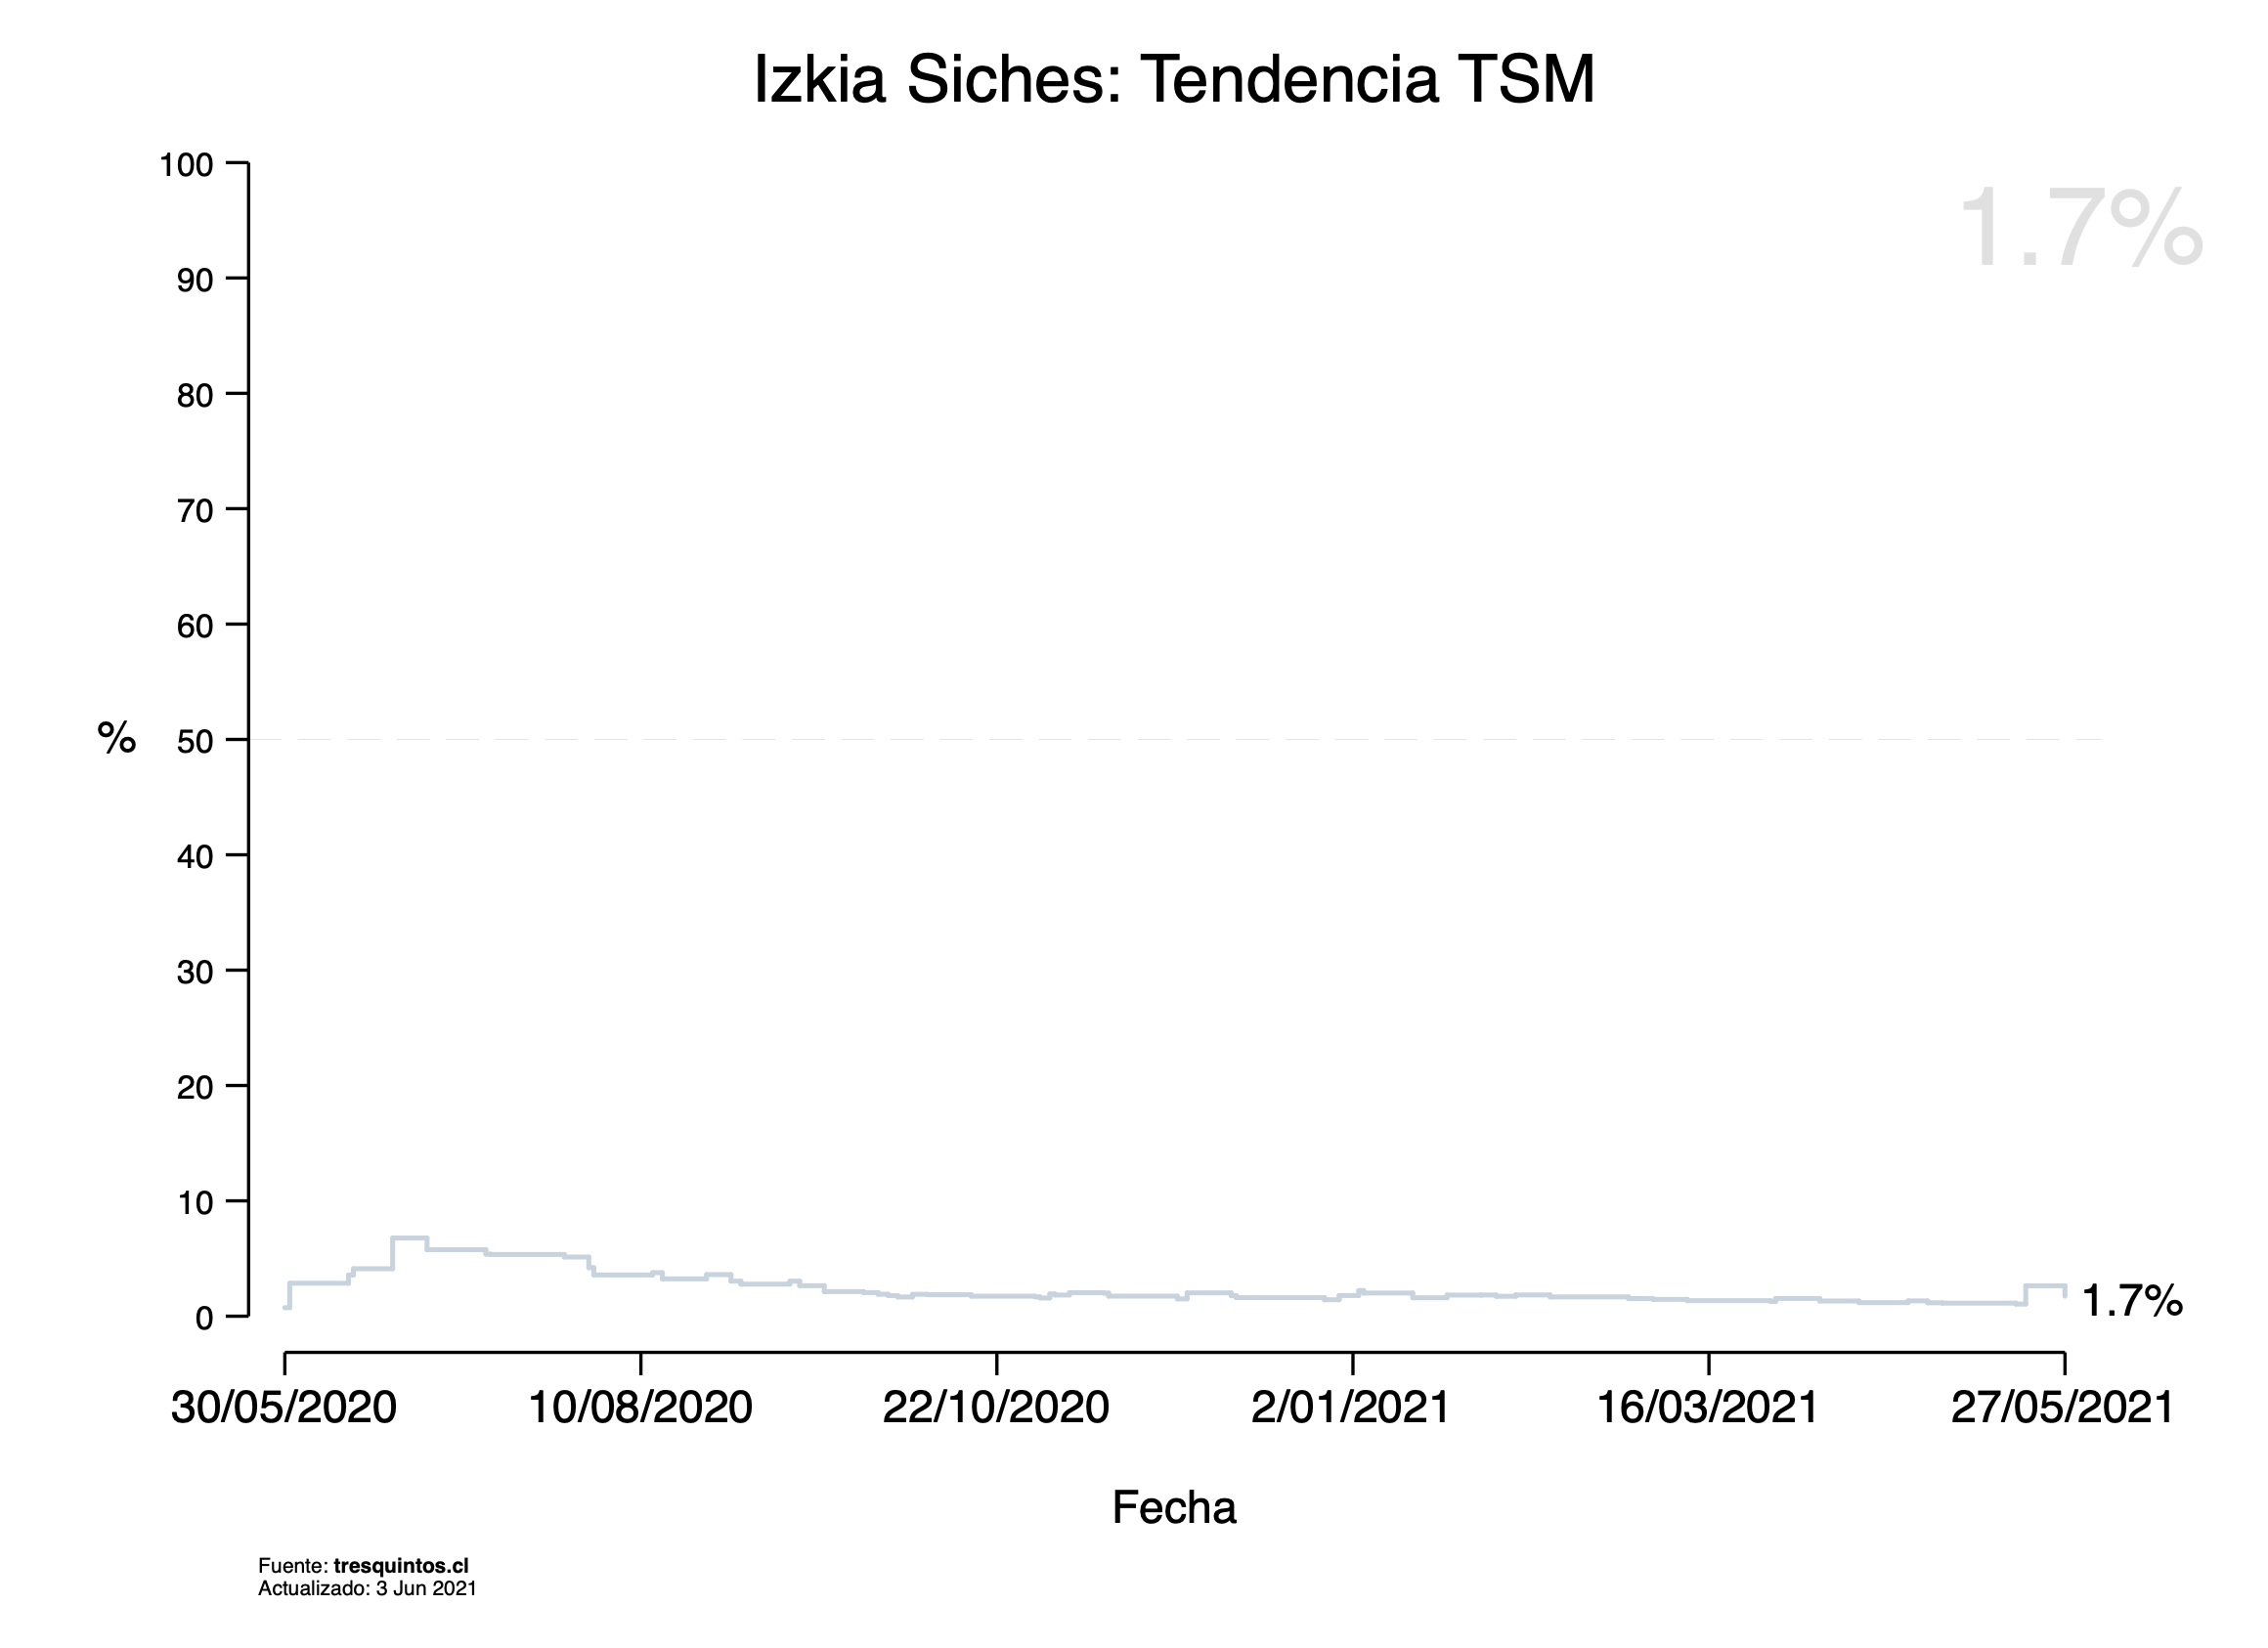 Izkia Siches: Tendencia TSM
1.7%
100
90
80
70
60
50
40
30
20
10
0
%
1.7%
30/05/2020 10/08/2020 22/10/2020 2/01/2021 16/03/2021 27/05/2021
Fecha
Fuente: tresquintos.cl
Actualizado: 3 Jun 2021